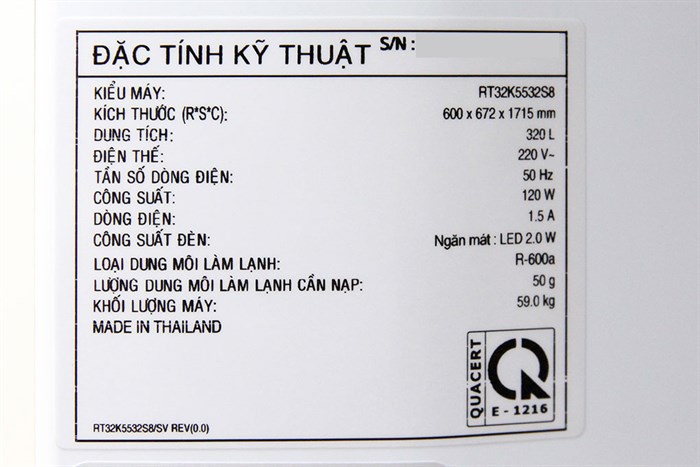 ĐẶC TÍNH KỸ THUẬT S/N :
KIỂU MÁY: RT32K5532S8
KÍCH THƯỚC (R*S*C): 600 x 672 x 1715 mm
DUNG TÍCH: 320 L
ĐIỆN THẾ: 220 V~
TẦN SỐ DÒNG ĐIỆN: 50 Hz
CÔNG SUẤT: 120 W
DÒNG ĐIỆN: 1.5 A
CÔNG SUẤT ĐÈN: Ngăn mát : LED 2.0 W
LOẠI DUNG MÔI LÀM LẠNH: R-600a
LƯỢNG DUNG MÔI LÀM LẠNH CẦN NẠP: 50 g
KHỐI LƯỢNG MÁY: 59.0 kg
MADE IN THAILAND
QUACERT
E - 1216
RT32K5532S8/SV REV(0.0)